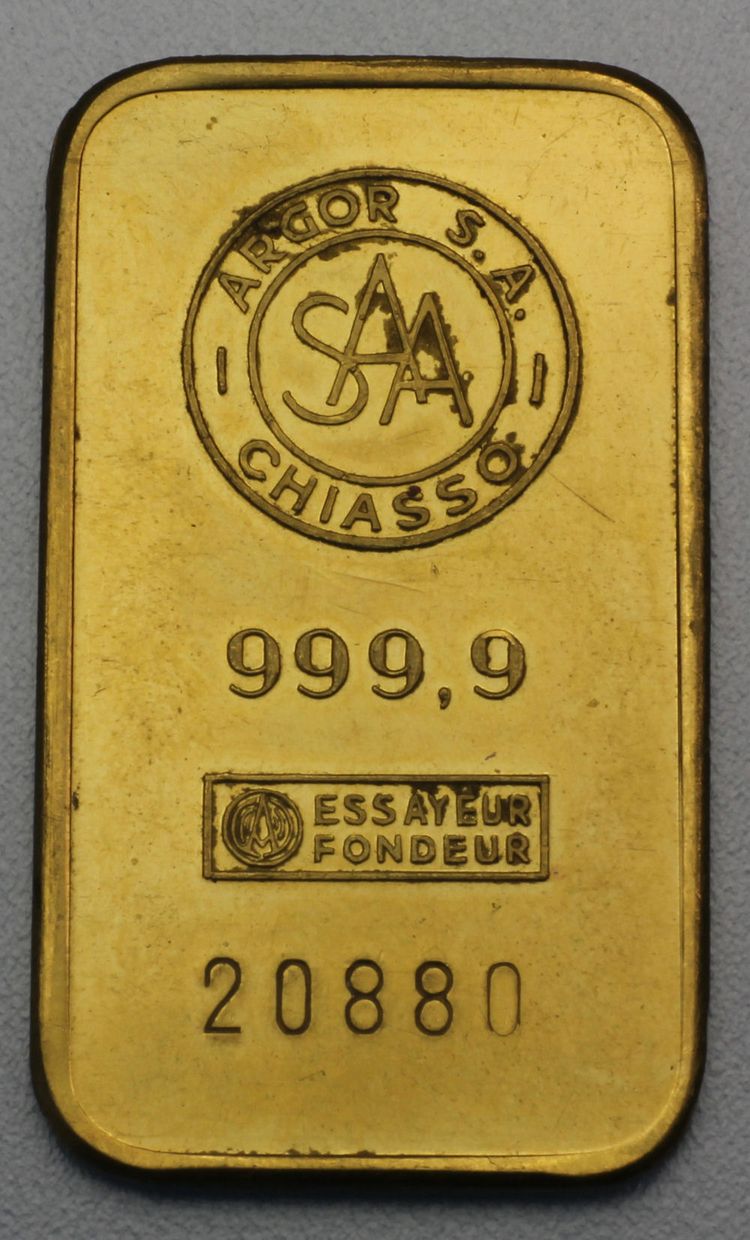 ARGOR S.A.
SAA
CHIASSO
999,9
ESSAYEUR
FONDEUR
20880